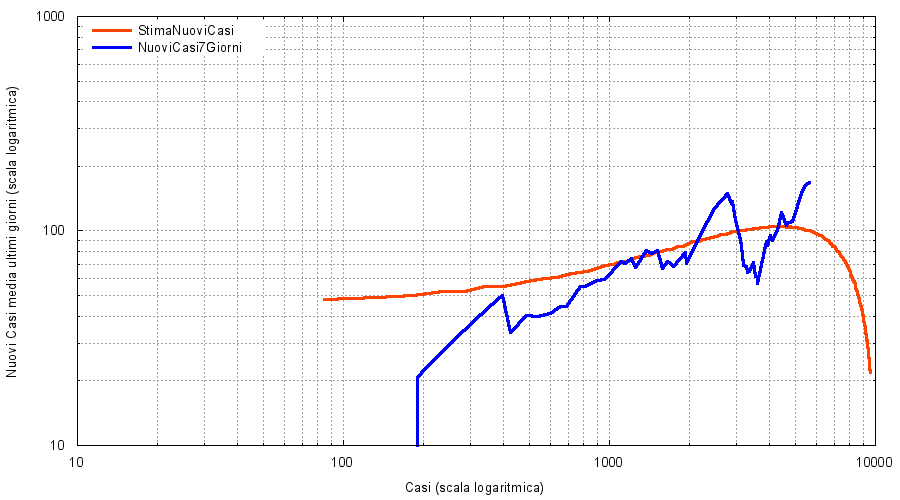 1000
StimaNuoviCasi
NuoviCasi7Giorni
Nuovi Casi media ultimi giorni (scala logaritmica)
100
10
10 100 1000 10000
Casi (scala logaritmica)